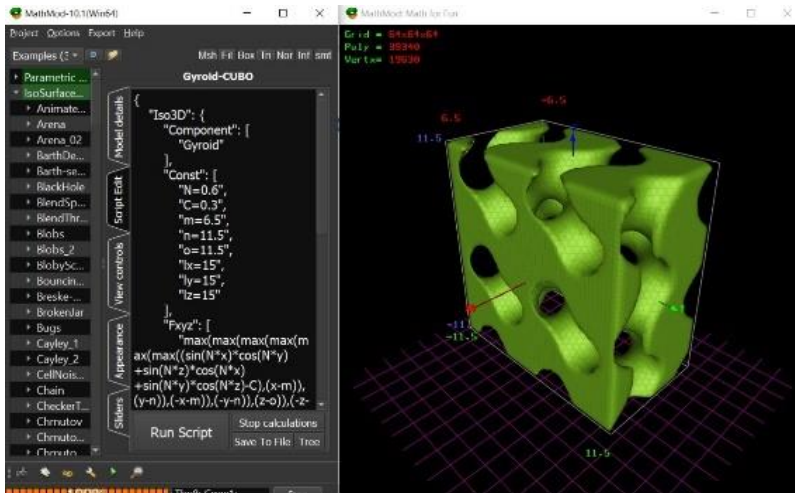 MathMod-10.1(Win64)
Project Options Export Help
Examples (3
Msh Fil Box Tri Nor Inf smt
Parametric ...
IsoSurface...
Animate...
Arena
Arena_02
BarthDe...
Barth-se...
BlackHole
BlendSp...
BlendThr...
Blobs
Blobs_2
BlobySc...
Bouncin...
Breske-...
BrokenJar
Bugs
Cayley_1
Cayley_2
CellNois...
Chain
CheckerT...
Chmutov
Chmuto...
Chmuto...
Model details
Script Edit
View controls
Appearance
Sliders
Gyroid-CUBO
{
"Iso3D": {
"Component": [
"Gyroid"
],
"Const": [
"N=0.6",
"C=0.3",
"m=6.5",
"n=11.5",
"o=11.5",
"lx=15",
"ly=15",
"lz=15"
],
"Fxyz": [
"max(max(max(max(m
ax(max((sin(N*x)*cos(N*y)
+sin(N*z)*cos(N*x)
+sin(N*y)*cos(N*z)-C),(x-m)),
(y-n)),(-x-m)),(-y-n)),(z-o)),(-z-
Run Script
Stop calculations
Save To File Tree
MathMod: Math for Fun
Grid = 64x64x64
Poly = 39340
Vertx= 19630
6.5
-6.5
11.5
-11.5
11.5